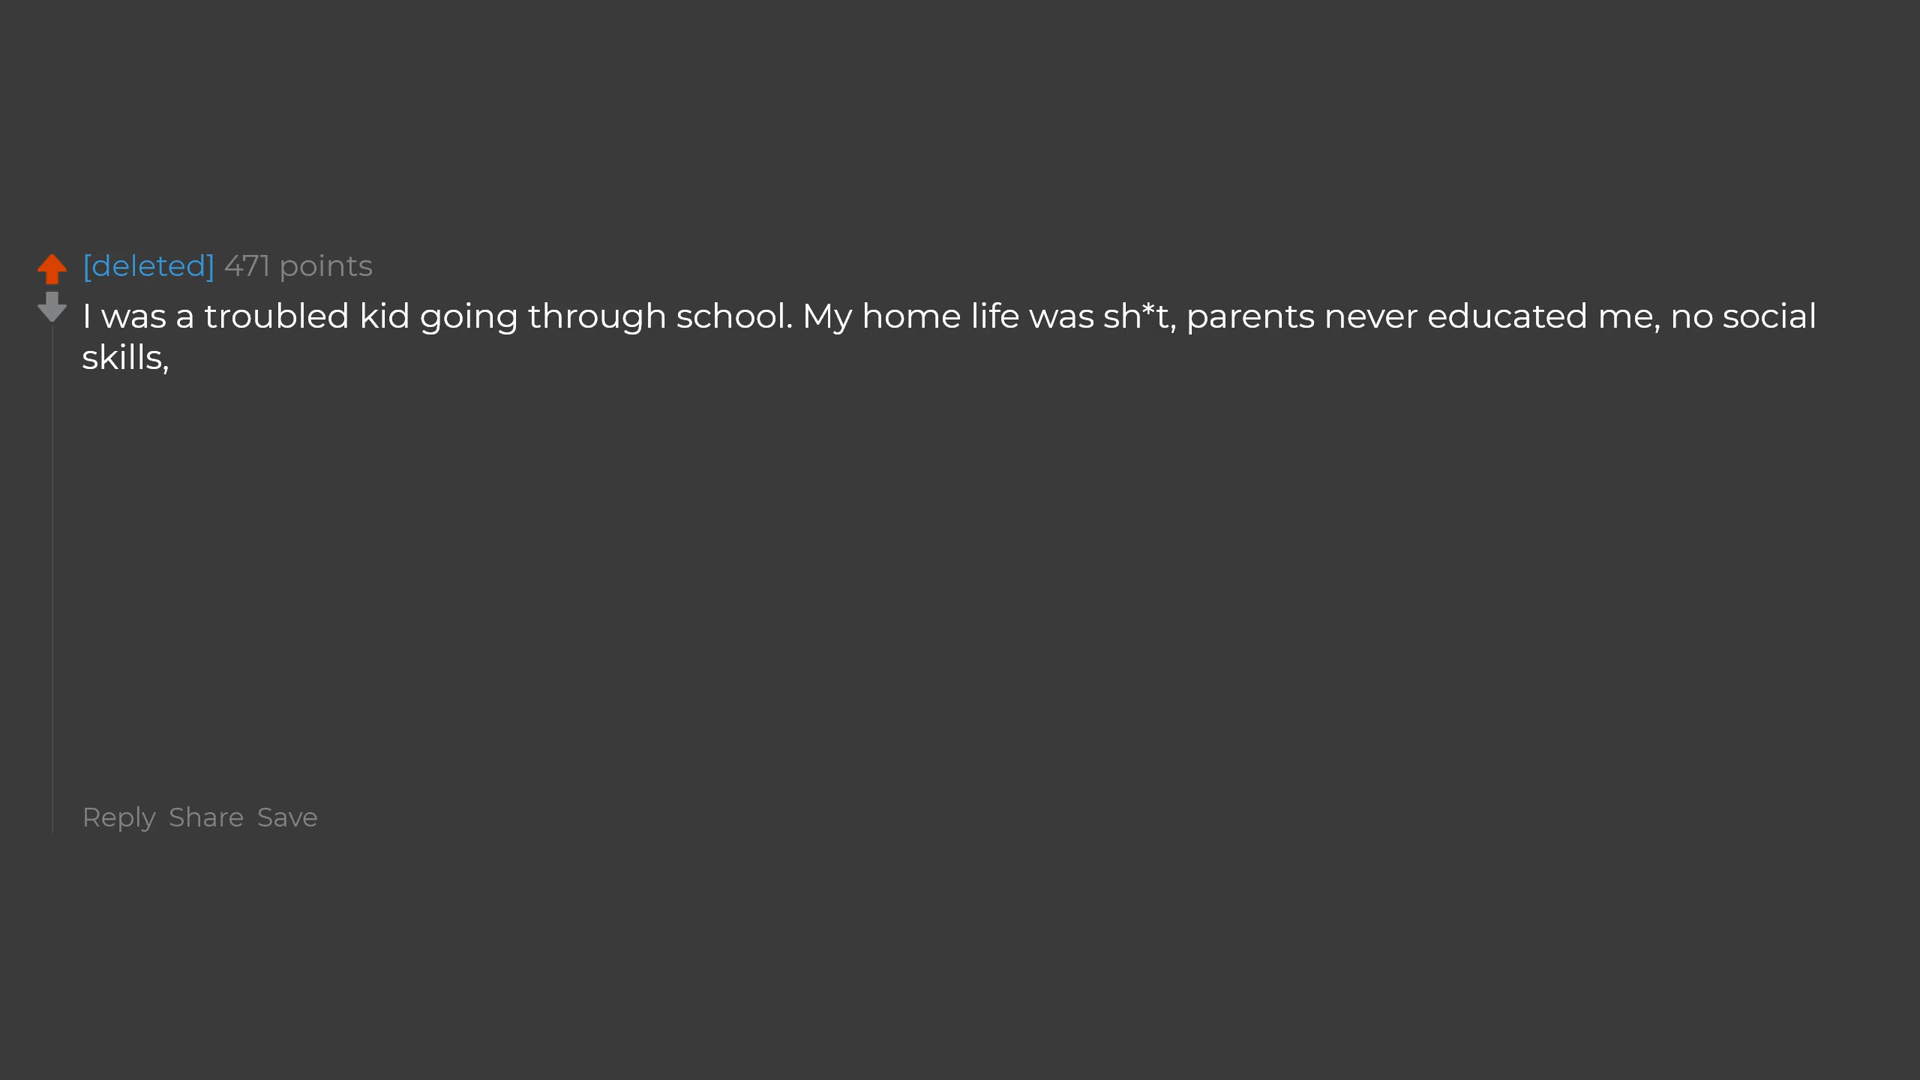 [deleted] 471 points
I was a troubled kid going through school. My home life was sh*t, parents never educated me, no social
skills,
Reply Share Save